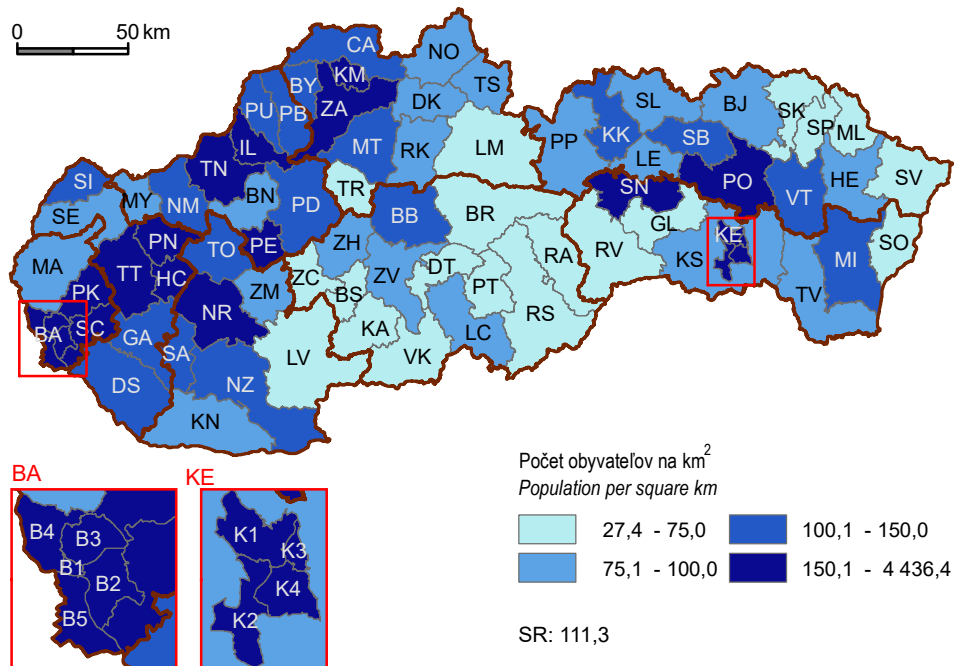 0 50 km
CA
NO
KM
BY
TS
PU
PB
ZA
DK
SL
BJ
SK
SP
ML
PP
KK
SB
IL
MT
RK
LM
LE
HE
TN
SN
PO
SV
SI
MY
NM
BN
TR
PD
BB
BR
GL
VT
SE
PN
TO
PE
ZH
RV
KE
SO
MA
TT
HC
ZV
DT
RA
KS
MI
ZM
ZC
BS
PT
TV
PK
NR
BA
SC
GA
SA
KA
LC
RS
LV
VK
DS
NZ
KN
BA
KE
B4
B3
B1
B2
B5
K1
K3
K4
K2
Počet obyvateľov na km²
Population per square km
27,4 - 75,0
100,1 - 150,0
75,1 - 100,0
150,1 - 4 436,4
SR: 111,3